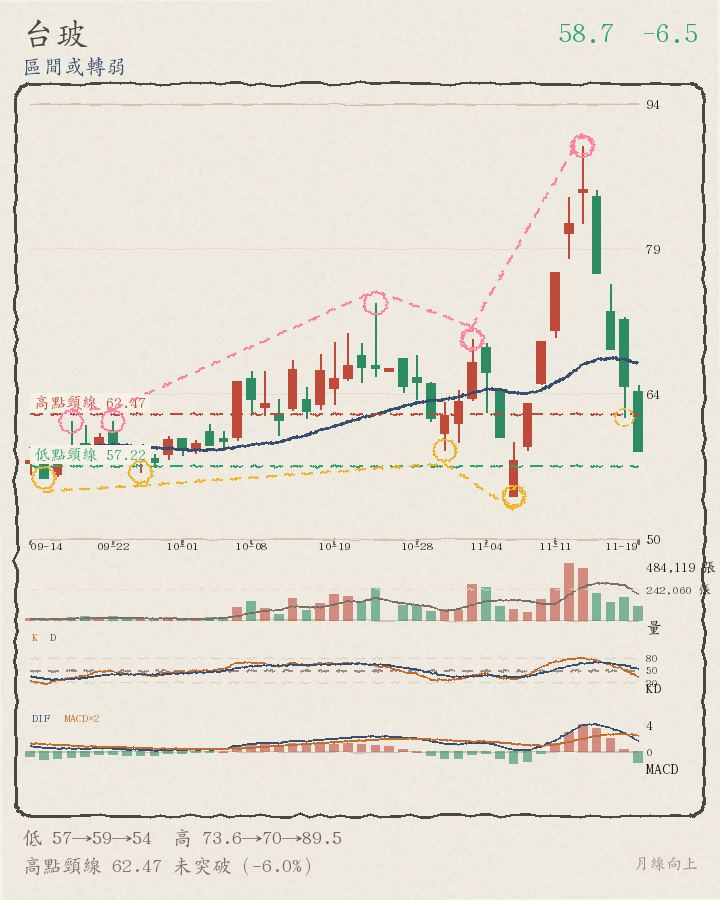 台玻 58.7 -6.5
區間或轉弱
94
79
高點頸線 62.47
64
低點頸線 57.22
50
09-14 09-22 10-01 10-08 10-19 10-28 11-04 11-11 11-19
484,119 張
242,060 張
量
K D
80
50
20
KD
DIF MACD×2
4
0
MACD
低 57→59→54 高 73.6→70→89.5
高點頸線 62.47 未突破 (-6.0%)
月線向上